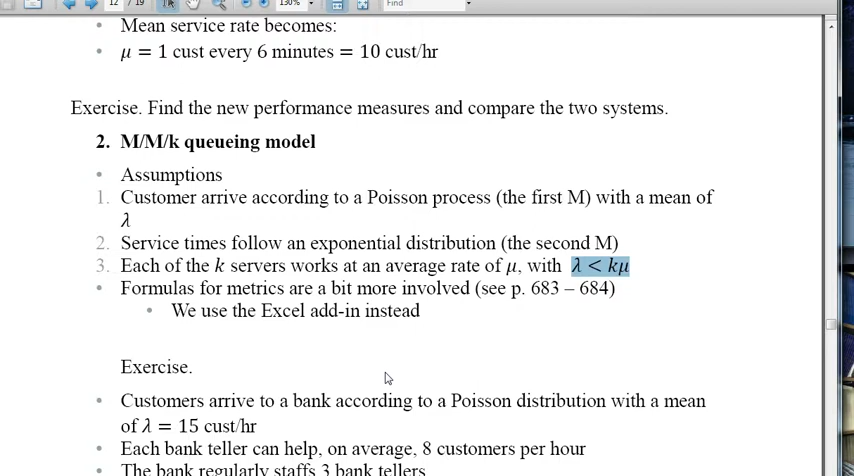 12 / 19 130% Find
• Mean service rate becomes:
• μ = 1 cust every 6 minutes = 10 cust/hr
Exercise. Find the new performance measures and compare the two systems.
2. M/M/k queueing model
• Assumptions
1. Customer arrive according to a Poisson process (the first M) with a mean of
λ
2. Service times follow an exponential distribution (the second M)
3. Each of the k servers works at an average rate of μ, with λ < kμ
• Formulas for metrics are a bit more involved (see p. 683 – 684)
• We use the Excel add-in instead
Exercise.
• Customers arrive to a bank according to a Poisson distribution with a mean
of λ = 15 cust/hr
• Each bank teller can help, on average, 8 customers per hour
• The bank regularly staffs 3 bank tellers